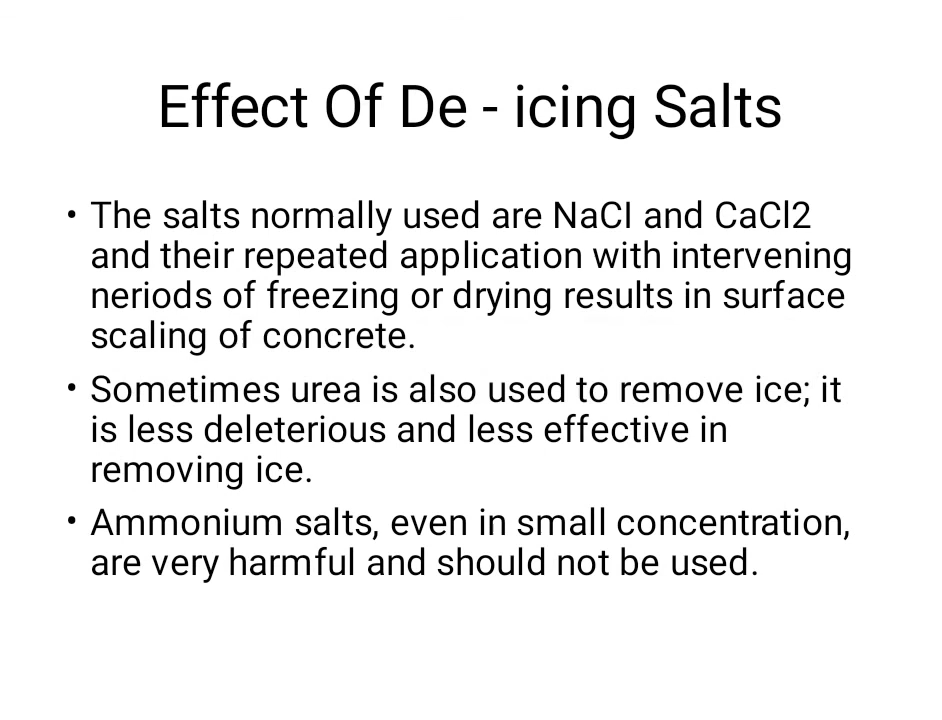 Effect Of De - icing Salts
• The salts normally used are NaCI and CaCl2
and their repeated application with intervening
neriods of freezing or drying results in surface
scaling of concrete.
• Sometimes urea is also used to remove ice; it
is less deleterious and less effective in
removing ice.
• Ammonium salts, even in small concentration,
are very harmful and should not be used.